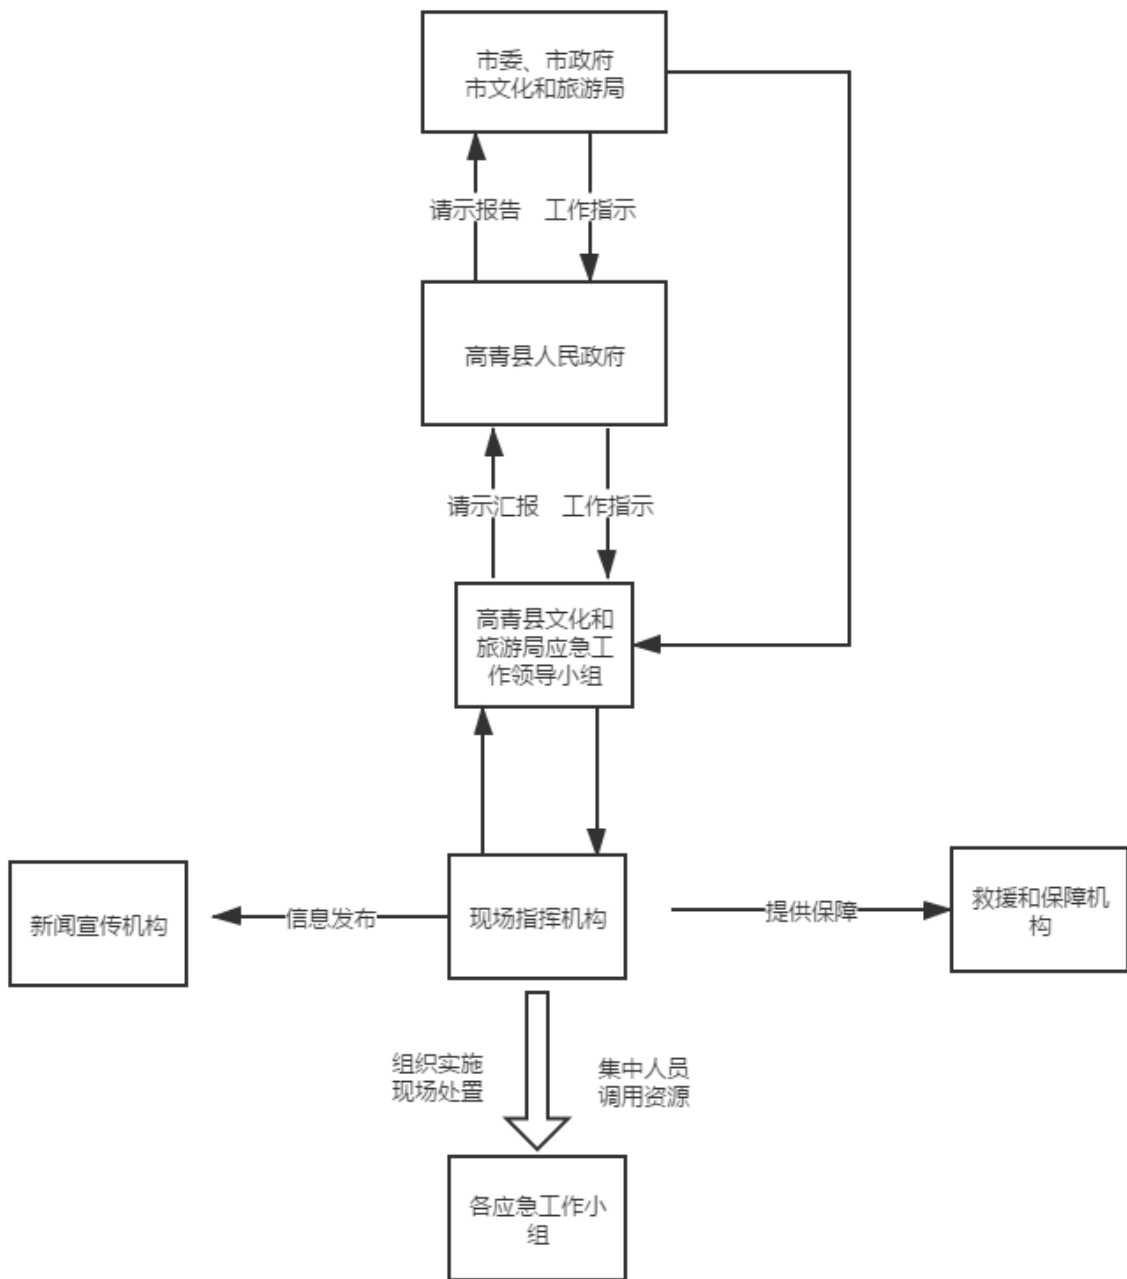 市委、市政府
市文化和旅游局
请示报告
工作指示
高青县人民政府
请示汇报
工作指示
高青县文化和
旅游局应急工
作领导小组
新闻宣传机构
信息发布
现场指挥机构
提供保障
救援和保障机
构
组织实施
现场处置
集中人员
调用资源
各应急工作小
组